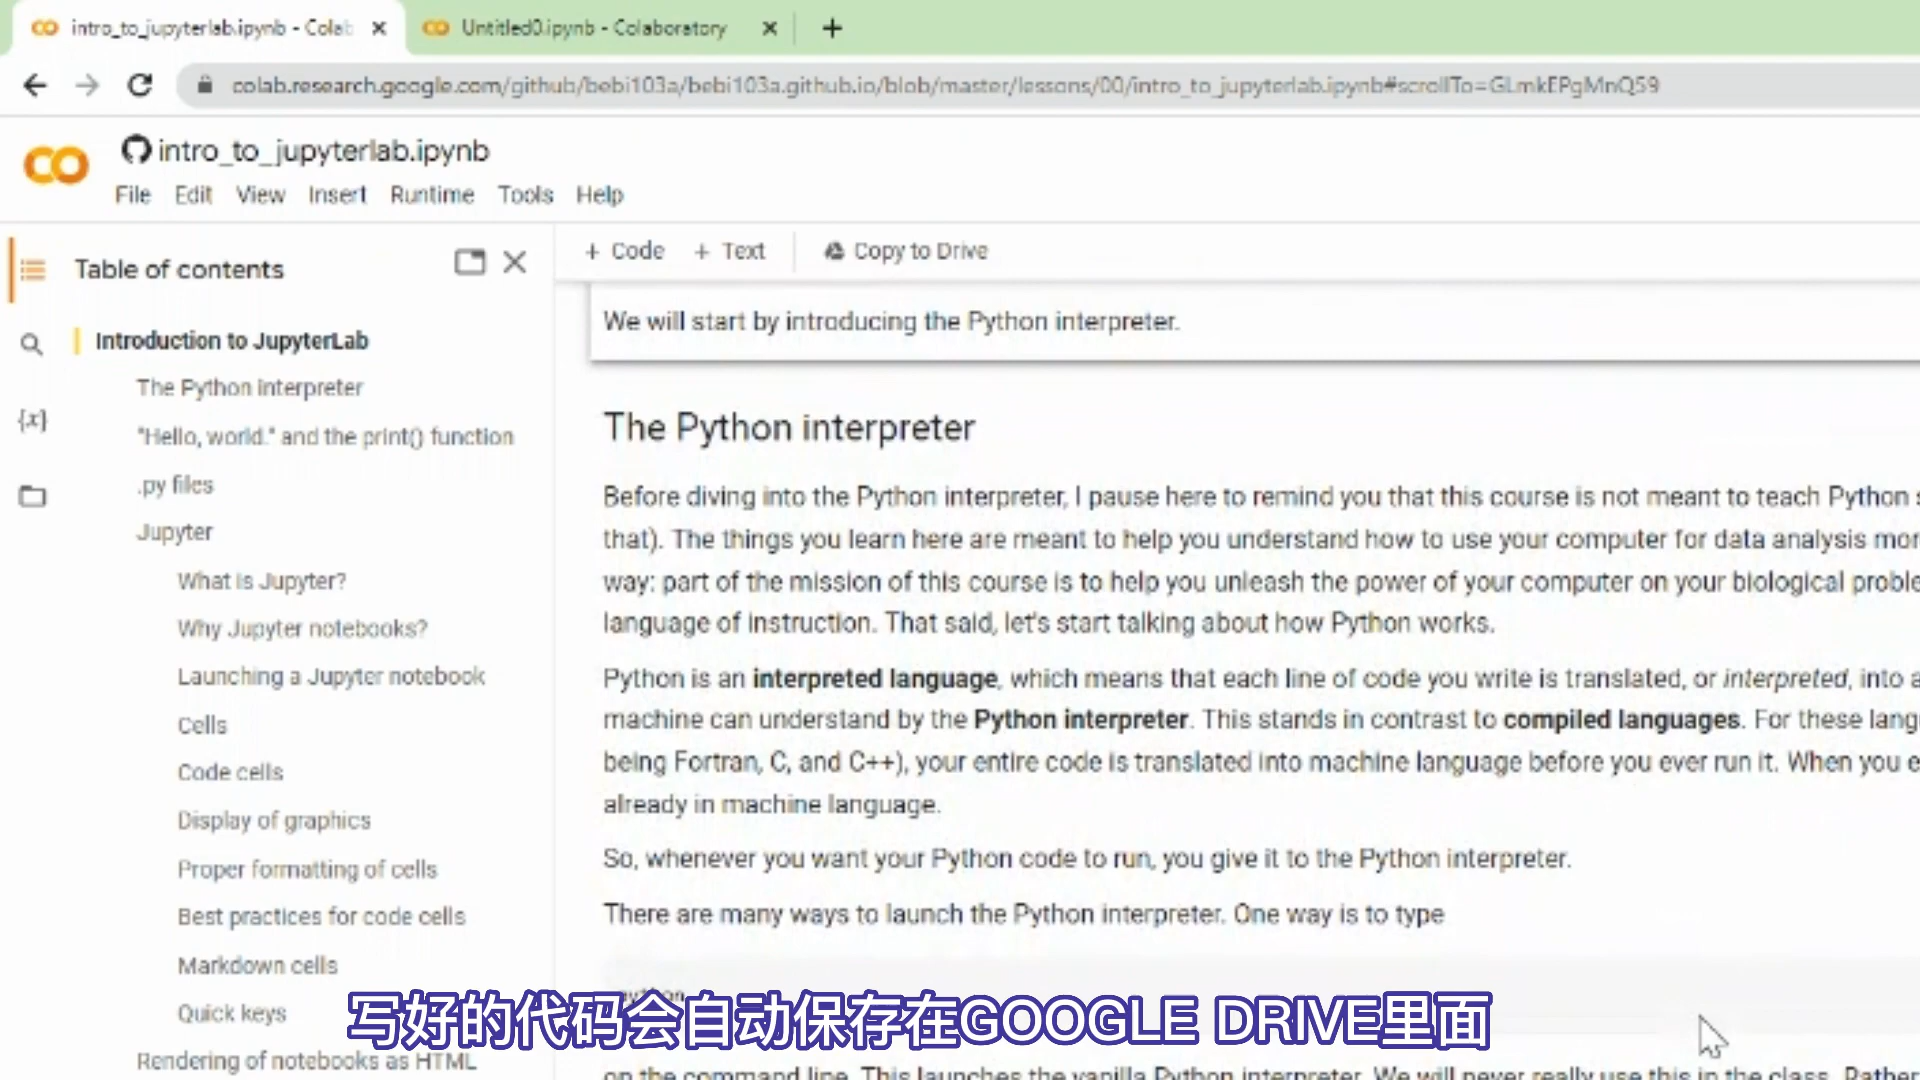 intro_to_jupyterlab.ipynb - Colab
Untitled0.ipynb - Colaboratory
colab.research.google.com/github/bebi103a/bebi103a.github.io/blob/master/lessons/00/intro_to_jupyterlab.ipynb#scrollTo=GLmkEPgMnQ59
intro_to_jupyterlab.ipynb
File Edit View Insert Runtime Tools Help
Table of contents
Introduction to JupyterLab
The Python interpreter
"Hello, world." and the print() function
.py files
Jupyter
What is Jupyter?
Why Jupyter notebooks?
Launching a Jupyter notebook
Cells
Code cells
Display of graphics
Proper formatting of cells
Best practices for code cells
Markdown cells
Quick keys
Rendering of notebooks as HTML
+ Code + Text Copy to Drive
We will start by introducing the Python interpreter.
The Python interpreter
Before diving into the Python interpreter, I pause here to remind you that this course is not meant to teach Python
that). The things you learn here are meant to help you understand how to use your computer for data analysis
way: part of the mission of this course is to help you unleash the power of your computer on your biological
language of instruction. That said, let's start talking about how Python works.
Python is an interpreted language, which means that each line of code you write is translated, or interpreted, into
machine can understand by the Python interpreter. This stands in contrast to compiled languages. For these
being Fortran, C, and C++), your entire code is translated into machine language before you ever run it. When you
already in machine language.
So, whenever you want your Python code to run, you give it to the Python interpreter.
There are many ways to launch the Python interpreter. One way is to type
python
on the command line. This launches the vanilla Python interpreter. We will never really use this in the class. Rather
写好的代码会自动保存在GOOGLE DRIVE里面